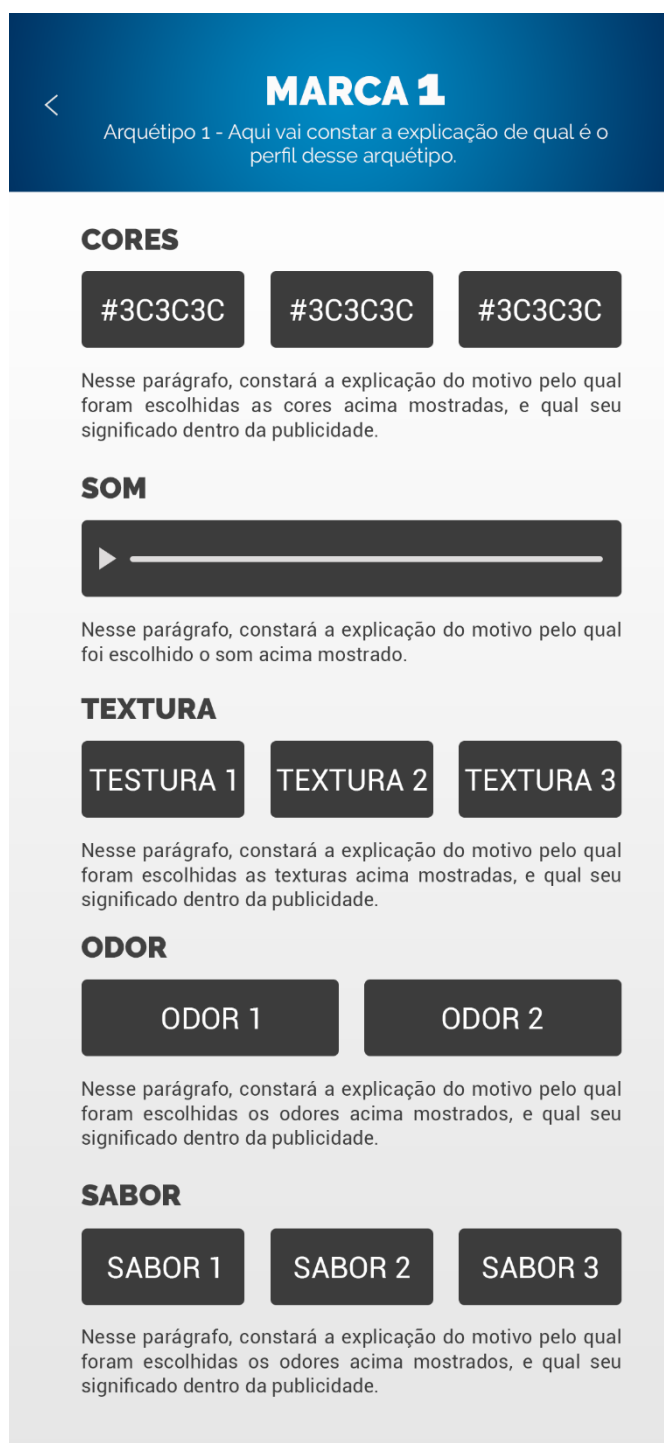 MARCA 1
Arquétipo 1 - Aqui vai constar a explicação de qual é o
perfil desse arquétipo.
CORES
#3C3C3C #3C3C3C #3C3C3C
Nesse parágrafo, constará a explicação do motivo pelo qual
foram escolhidas as cores acima mostradas, e qual seu
significado dentro da publicidade.
SOM
Nesse parágrafo, constará a explicação do motivo pelo qual
foi escolhido o som acima mostrado.
TEXTURA
TESTURA 1 TEXTURA 2 TEXTURA 3
Nesse parágrafo, constará a explicação do motivo pelo qual
foram escolhidas as texturas acima mostradas, e qual seu
significado dentro da publicidade.
ODOR
ODOR 1 ODOR 2
Nesse parágrafo, constará a explicação do motivo pelo qual
foram escolhidas os odores acima mostrados, e qual seu
significado dentro da publicidade.
SABOR
SABOR 1 SABOR 2 SABOR 3
Nesse parágrafo, constará a explicação do motivo pelo qual
foram escolhidas os odores acima mostrados, e qual seu
significado dentro da publicidade.